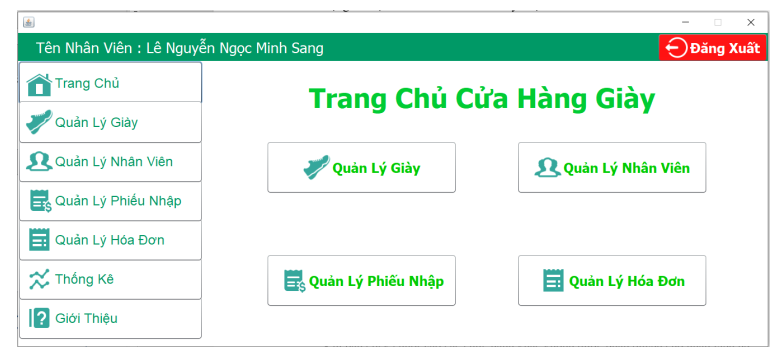 Tên Nhân Viên : Lê Nguyễn Ngọc Minh Sang
Đăng Xuất
Trang Chủ
Quản Lý Giày
Quản Lý Nhân Viên
Quản Lý Phiếu Nhập
Quản Lý Hóa Đơn
Thống Kê
Giới Thiệu
Trang Chủ Cửa Hàng Giày
Quản Lý Giày
Quản Lý Nhân Viên
Quản Lý Phiếu Nhập
Quản Lý Hóa Đơn